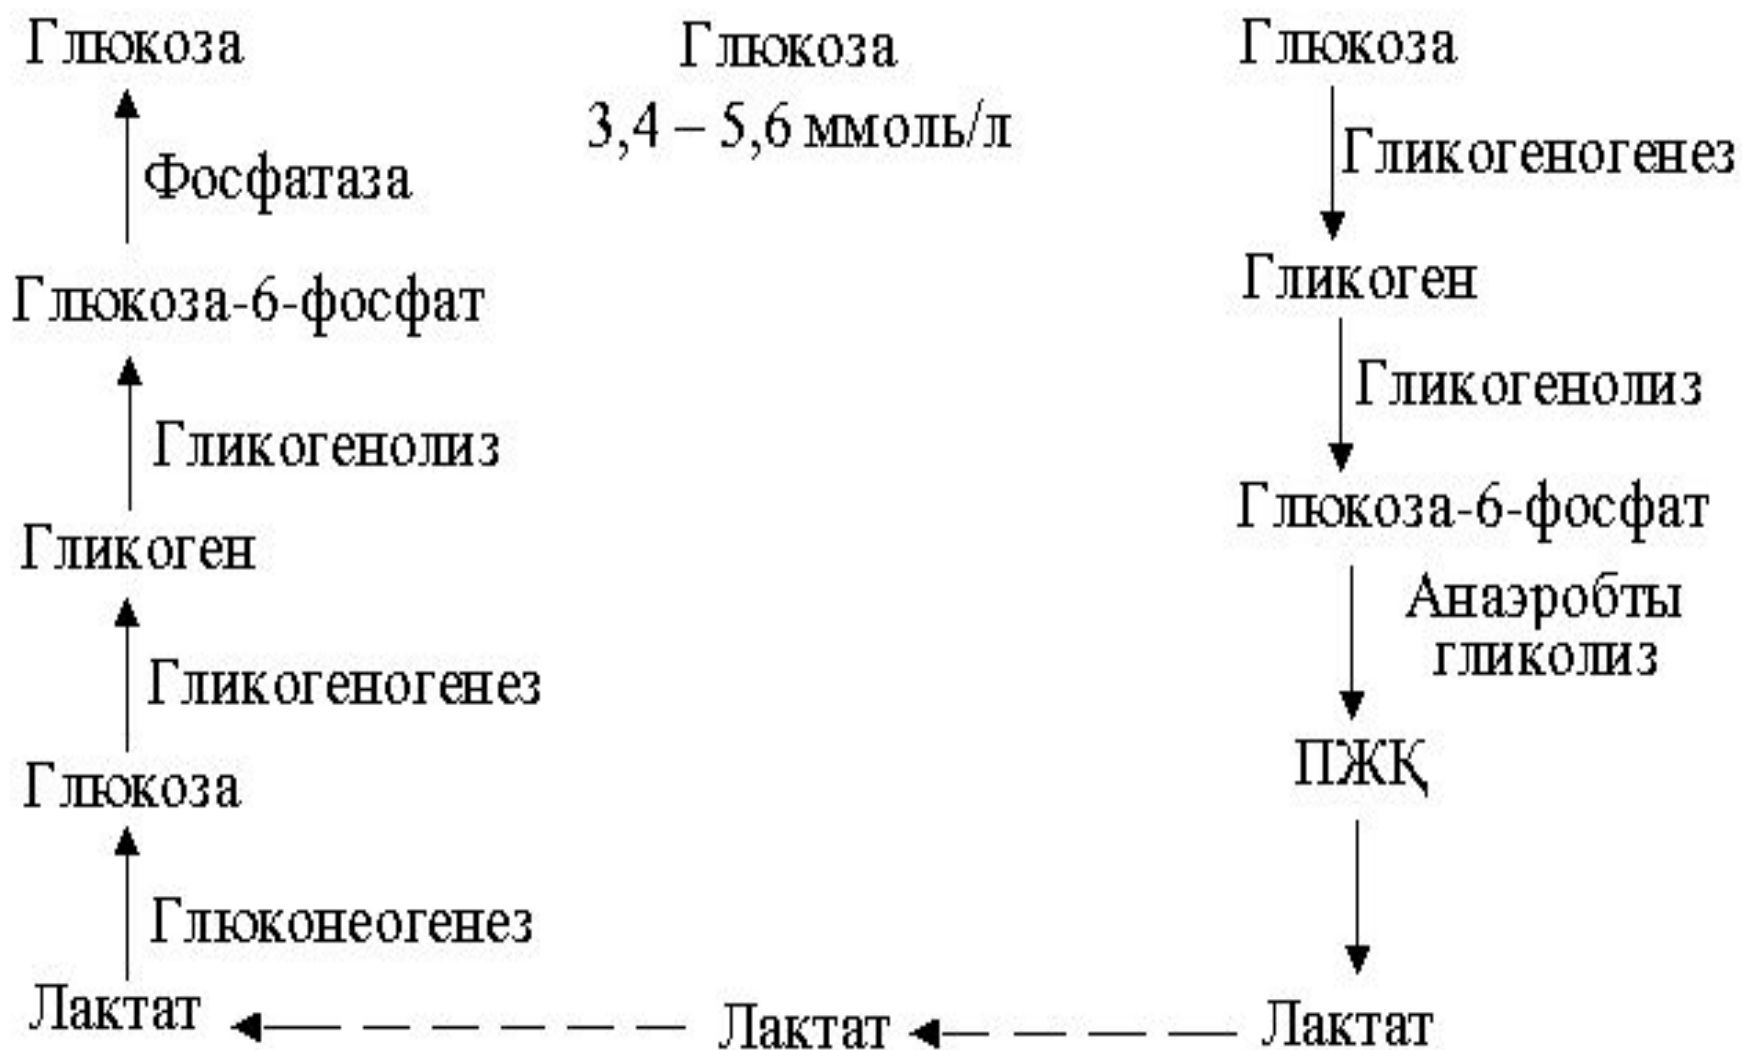 Глюкоза
Фосфатаза
Глюкоза-6-фосфат
Гликогенолиз
Гликоген
Гликогеногенез
Глюкоза
Глюконеогенез
Лактат
Глюкоза
3,4 – 5,6 ммоль/л
Лактат
Глюкоза
Гликогеногенез
Гликоген
Гликогенолиз
Глюкоза-6-фосфат
Анаэробты
гликолиз
ПЖҚ
Лактат